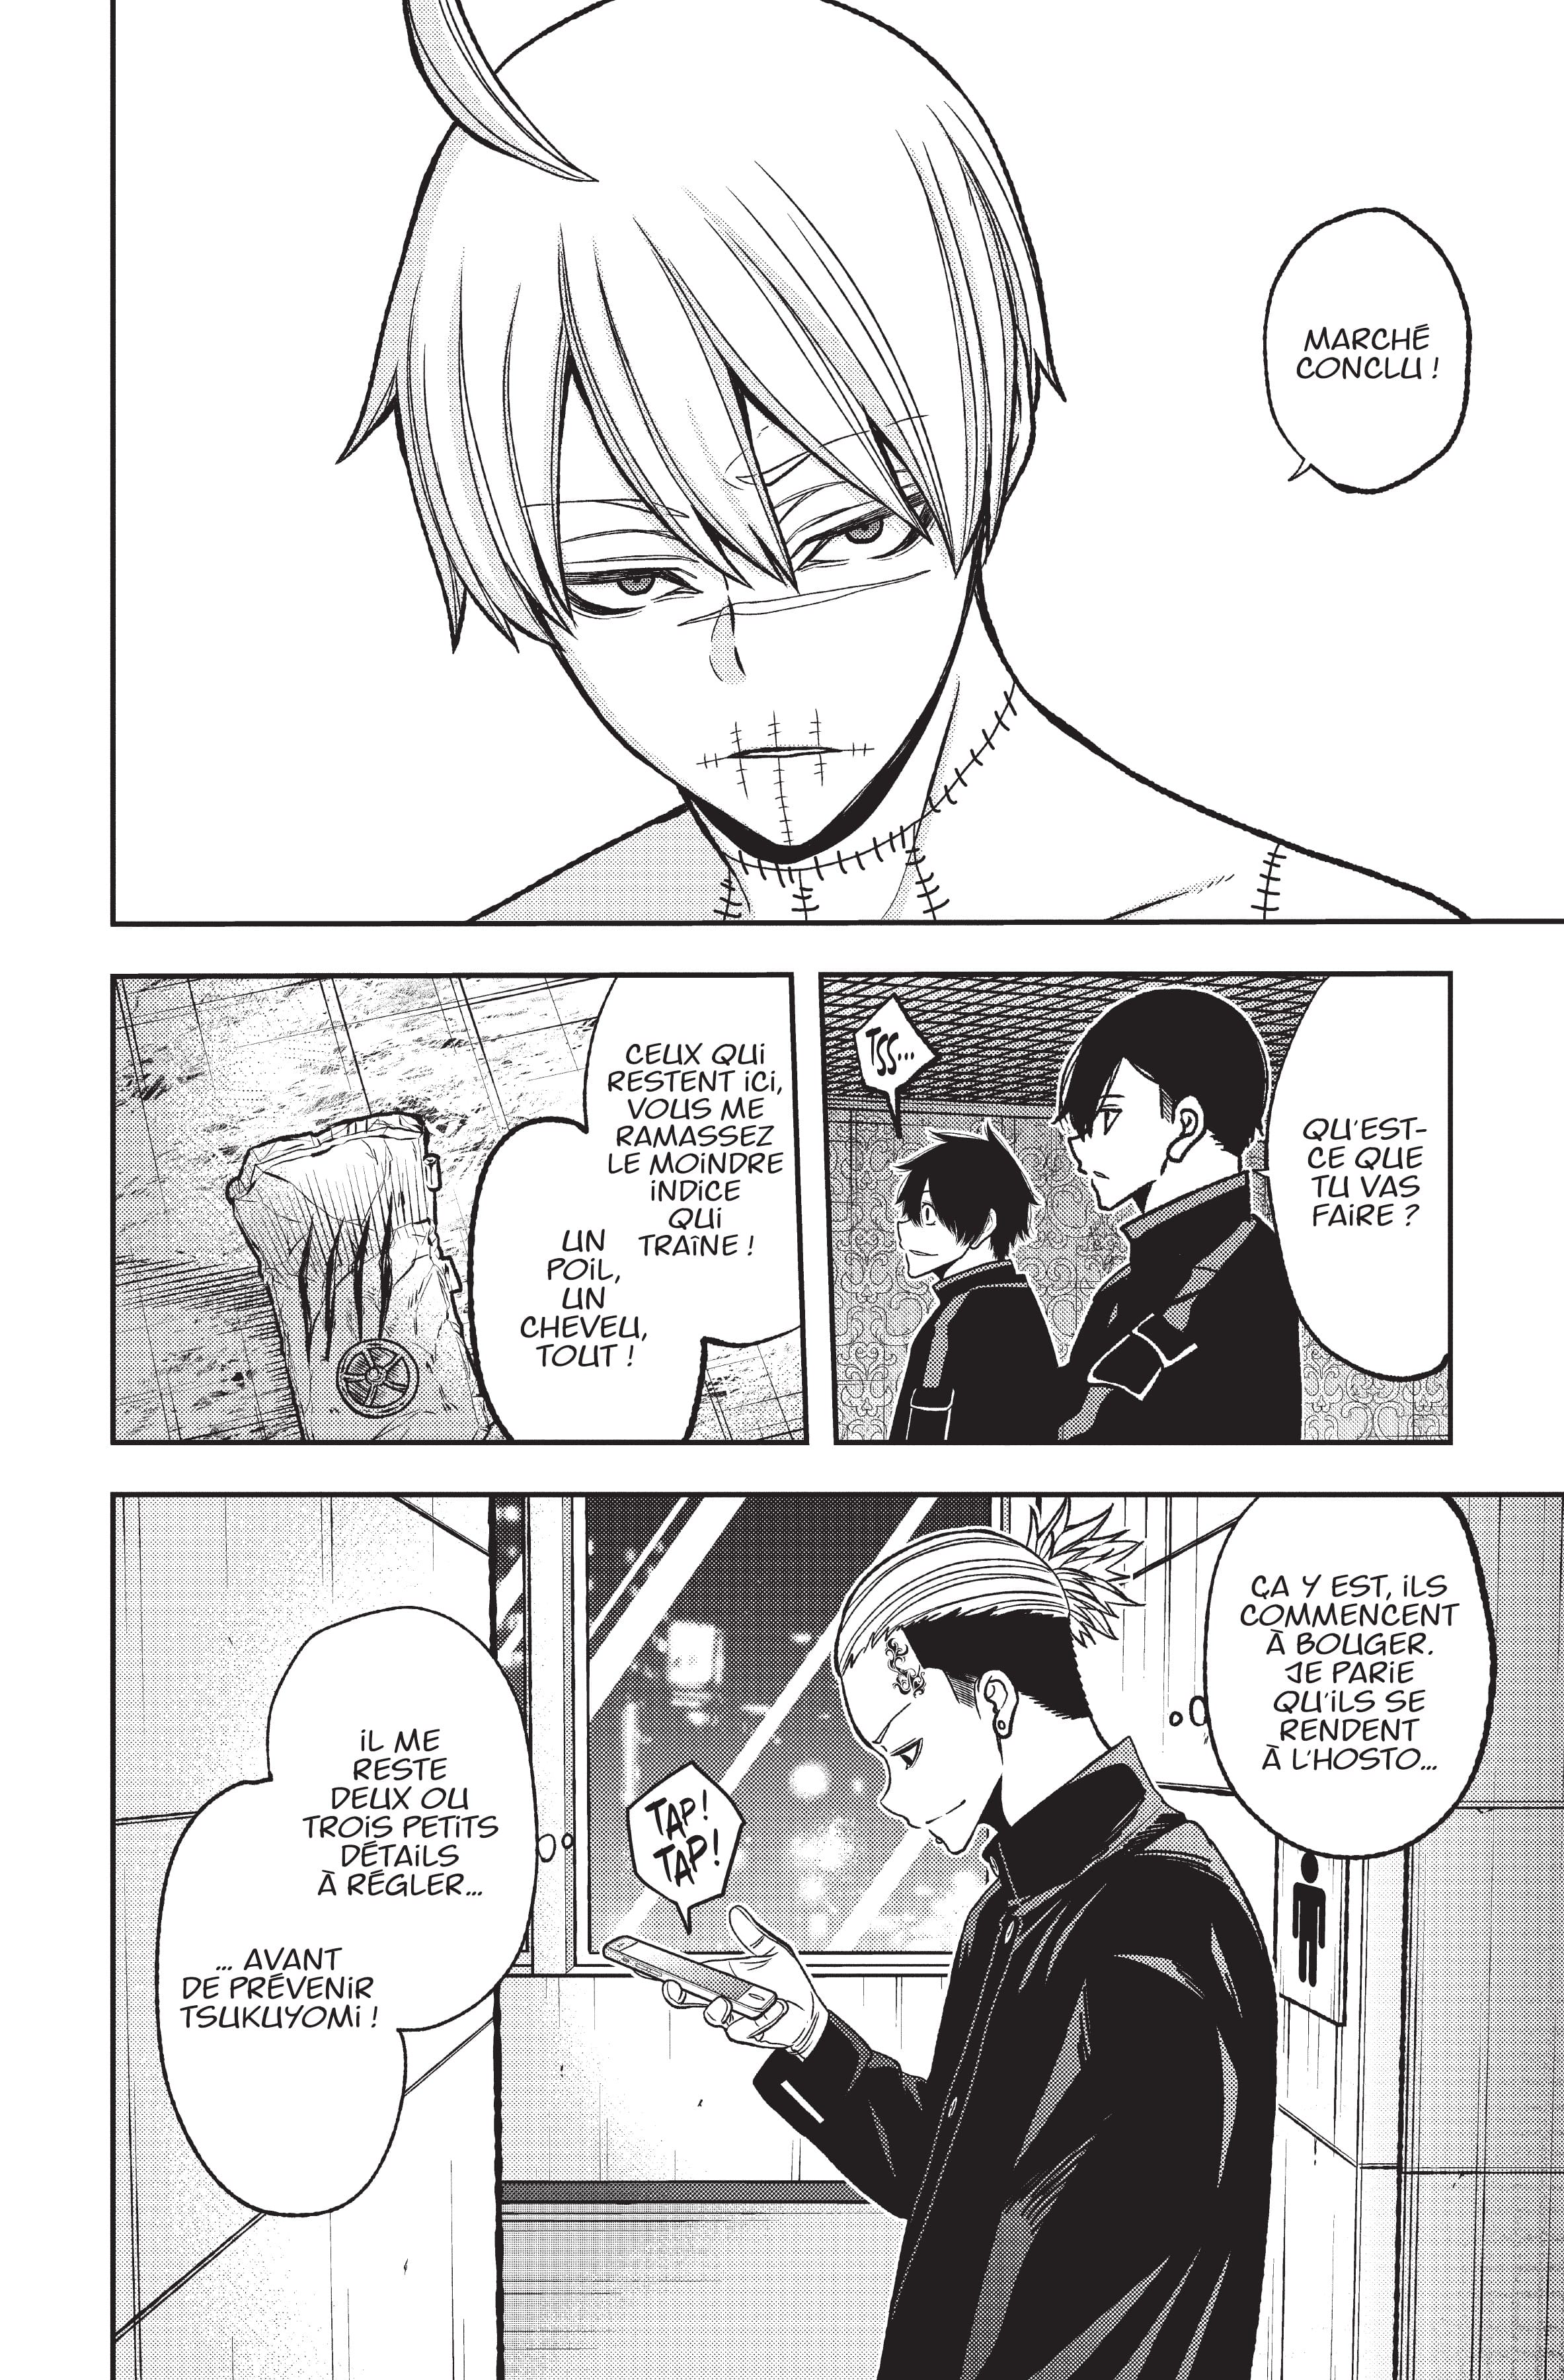 MARCHÉ
CONCLU !
QU'EST-
CE QUE
TU VAS
FAIRE ?
TSS...
CEUX QUI
RESTENT ICI,
VOUS ME
RAMASSEZ
LE MOINDRE
INDICE
QUI
TRAÎNE !
UN
POIL,
UN
CHEVEU,
TOUT !
ÇA Y EST, ILS
COMMENCENT
À BOUGER.
JE PARIE
QU'ILS SE
RENDENT
À L'HOSTO...
TAP !
TAP !
IL ME
RESTE
DEUX OU
TROIS PETITS
DÉTAILS
À RÉGLER...
... AVANT
DE PRÉVENIR
TSUKUYOMI !